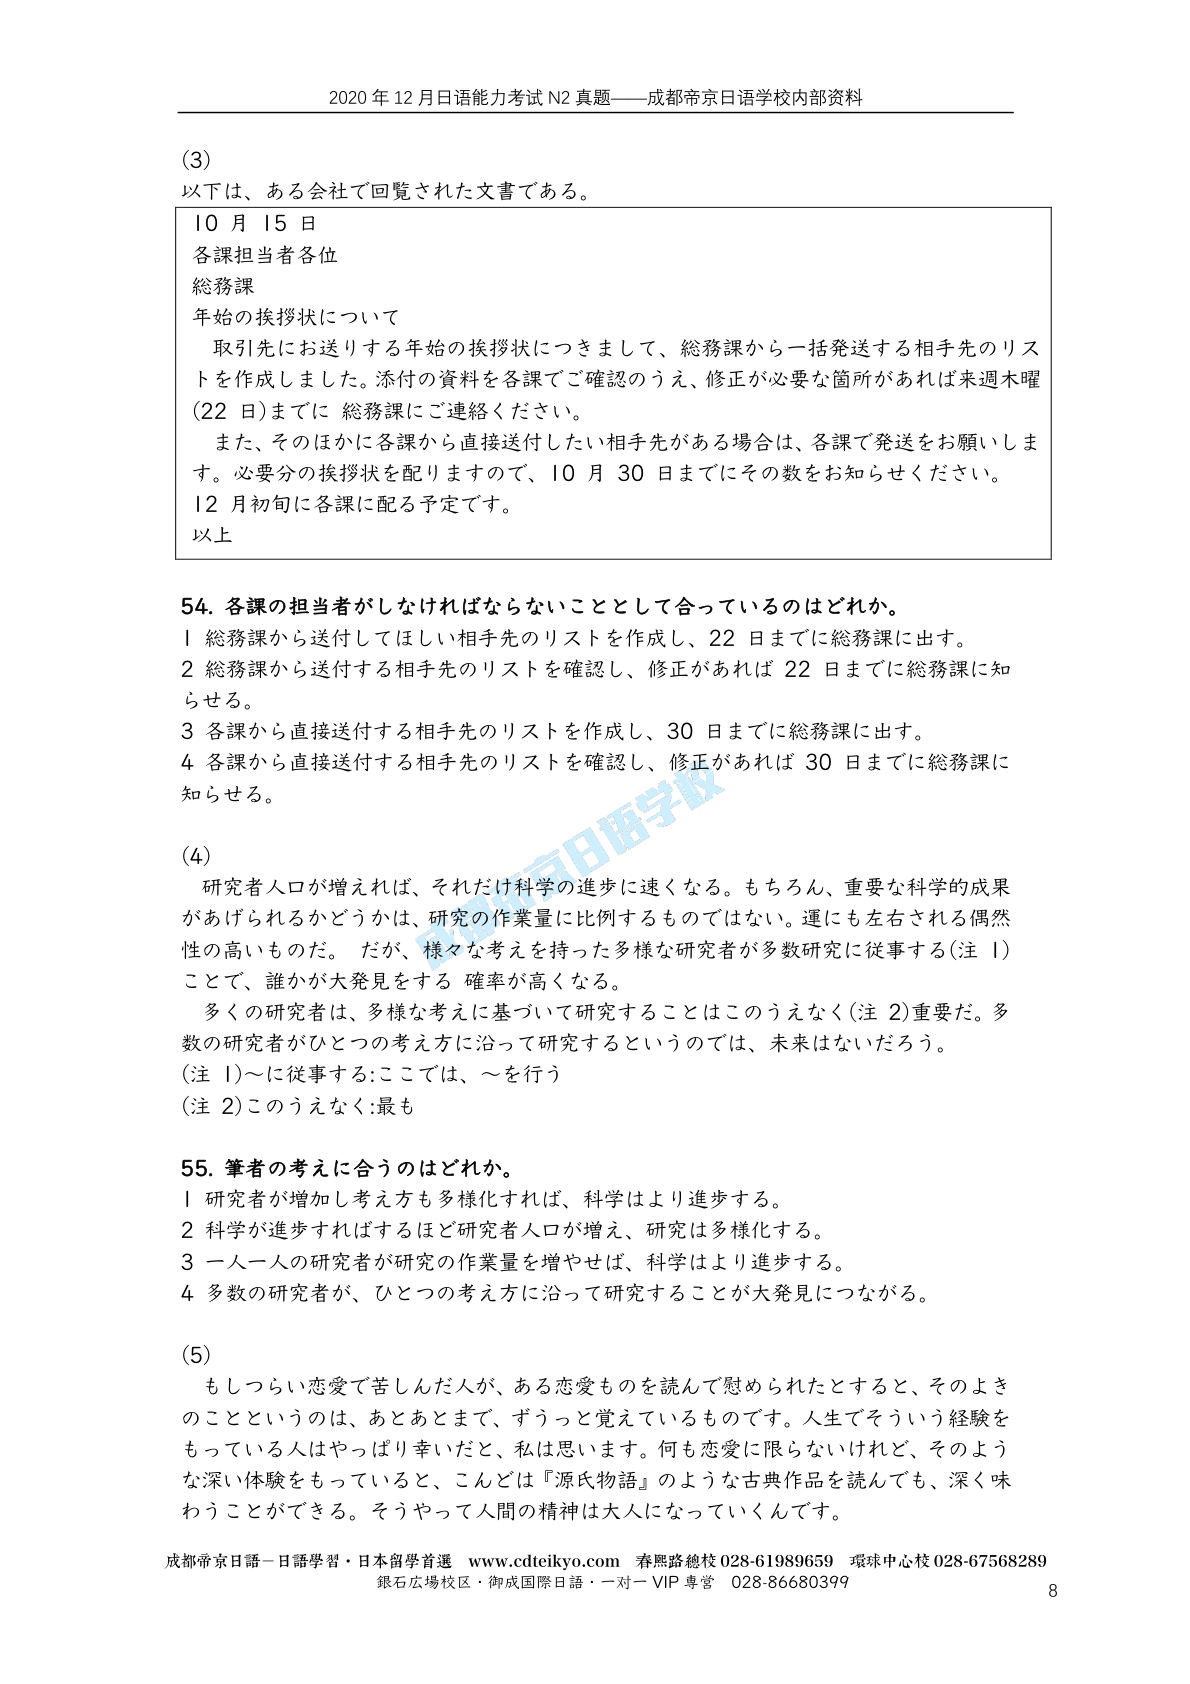 2020 年 12 月日语能力考试 N2 真题——成都帝京日语学校内部资料
(3)
以下は、ある会社で回覧された文書である。
10 月 15 日
各課担当者各位
総務課
年始の挨拶状について
取引先にお送りする年始の挨拶状につきまして、総務課から一括発送する相手先のリス
トを作成しました。添付の資料を各課でご確認のうえ、修正が必要な箇所があれば来週木曜
(22 日)までに 総務課にご連絡ください。
また、そのほかに各課から直接送付したい相手先がある場合は、各課で発送をお願いしま
す。必要分の挨拶状を配りますので、10 月 30 日までにその数をお知らせください。
12 月初旬に各課に配る予定です。
以上
54. 各課の担当者がしなければならないこととして合っているのはどれか。
1 総務課から送付してほしい相手先のリストを作成し、22 日までに総務課に出す。
2 総務課から送付する相手先のリストを確認し、修正があれば 22 日までに総務課に知
らせる。
3 各課から直接送付する相手先のリストを作成し、30 日までに総務課に出す。
4 各課から直接送付する相手先のリストを確認し、修正があれば 30 日までに総務課に
知らせる。
成都帝京日语学校
(4)
研究者人口が増えれば、それだけ科学の進歩に速くなる。もちろん、重要な科学的成果
があげられるかどうかは、研究の作業量に比例するものではない。運にも左右される偶然
性の高いものだ。 だが、様々な考えを持った多様な研究者が多数研究に従事する(注 1)
ことで、誰かが大発見をする 確率が高くなる。
多くの研究者は、多様な考えに基づいて研究することはこのうえなく(注 2)重要だ。多
数の研究者がひとつの考え方に沿って研究するというのでは、未来はないだろう。
(注 1)～に従事する:ここでは、～を行う
(注 2)このうえなく:最も
55. 筆者の考えに合うのはどれか。
1 研究者が増加し考え方も多様化すれば、科学はより進歩する。
2 科学が進歩すればするほど研究者人口が増え、研究は多様化する。
3 一人一人の研究者が研究の作業量を増やせば、科学はより進歩する。
4 多数の研究者が、ひとつの考え方に沿って研究することが大発見につながる。
(5)
もしつらい恋愛で苦しんだ人が、ある恋愛ものを読んで慰められたとすると、そのよき
のことというのは、あとあとまで、ずうっと覚えているものです。人生でそういう経験を
もっている人はやっぱり幸いだと、私は思います。何も恋愛に限らないけれど、そのよう
な深い体験をもっていると、こんどは『源氏物語』のような古典作品を読んでも、深く味
わうことができる。そうやって人間の精神は大人になっていくんです。
成都帝京日語－日語學習・日本留學首選 www.cdteikyo.com 春熙路總校 028-61989659 環球中心校 028-67568289
銀石広場校区・御成国際日語・一对一 VIP 専営 028-86680399
8